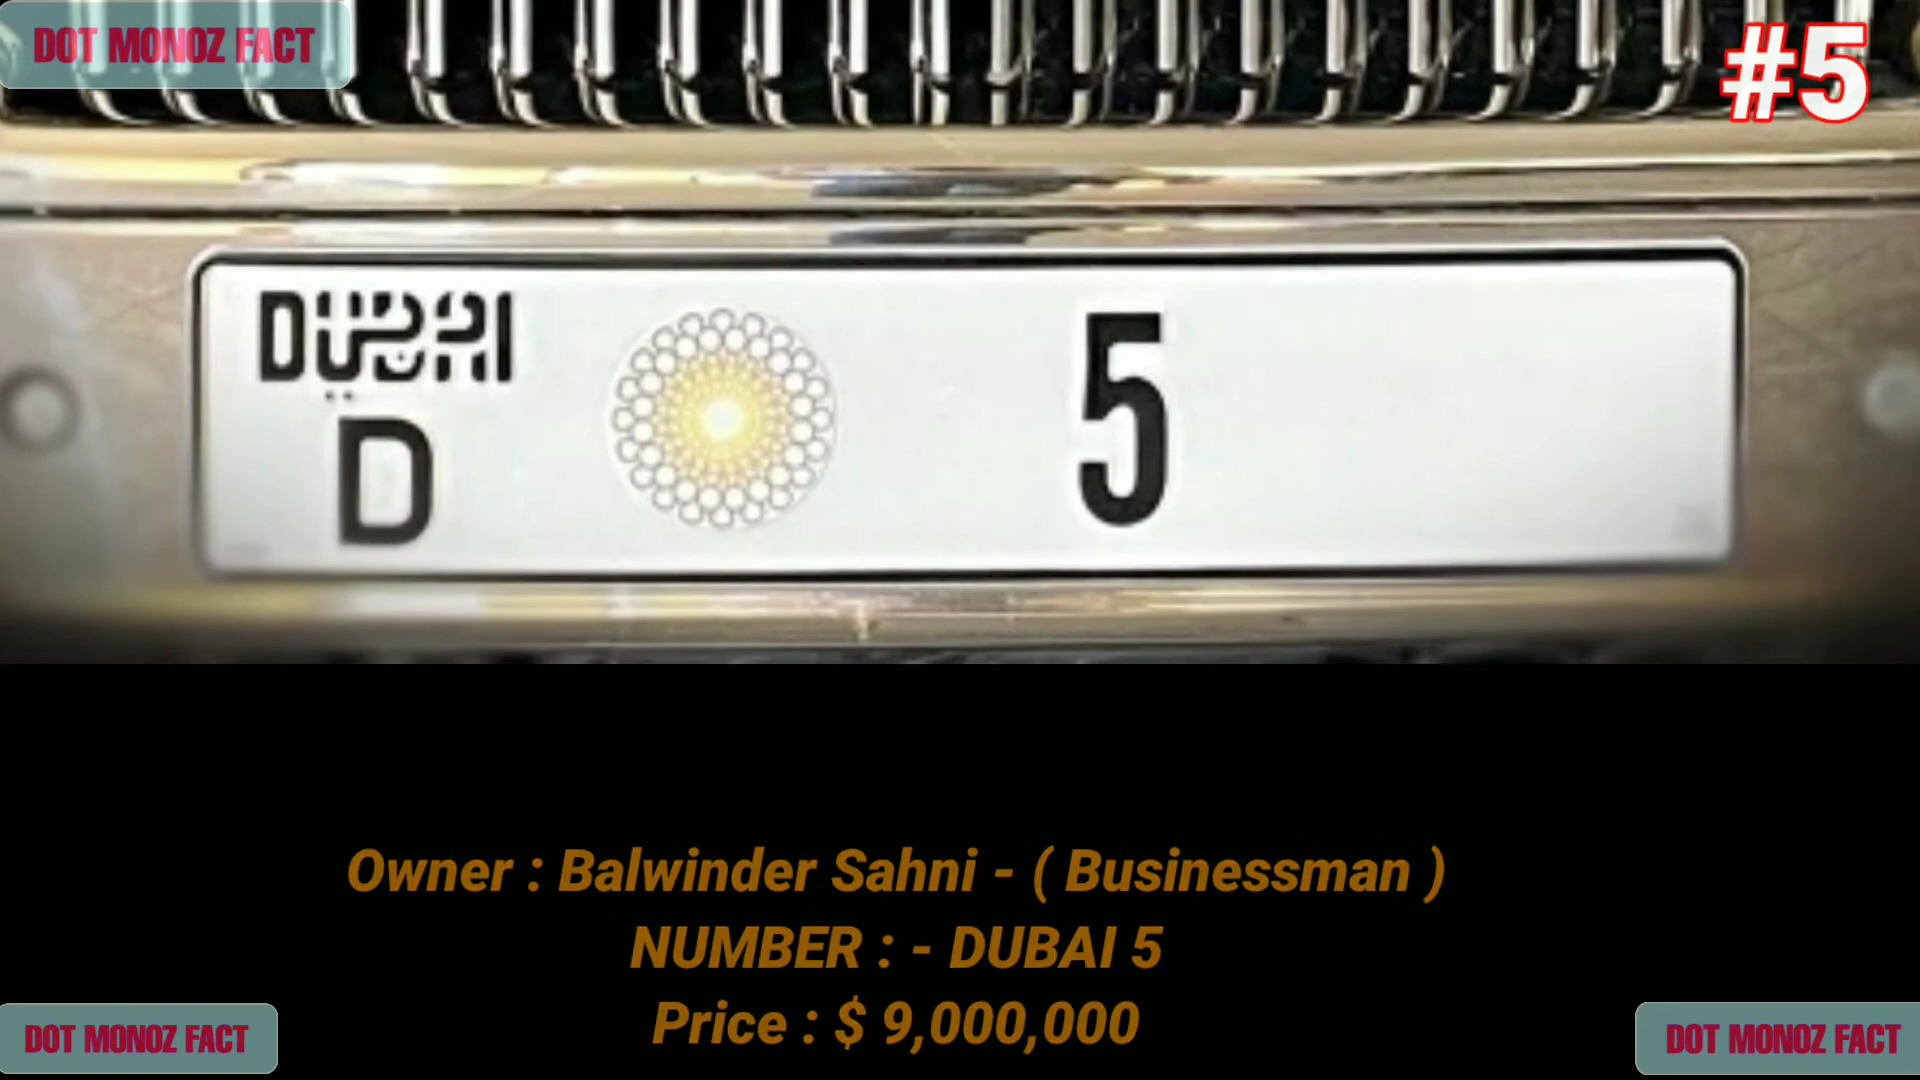 DOT MONOZ FACT
#5
DUBAI
D
5
Owner : Balwinder Sahni - ( Businessman )
NUMBER : - DUBAI 5
Price : $ 9,000,000
DOT MONOZ FACT
DOT MONOZ FACT